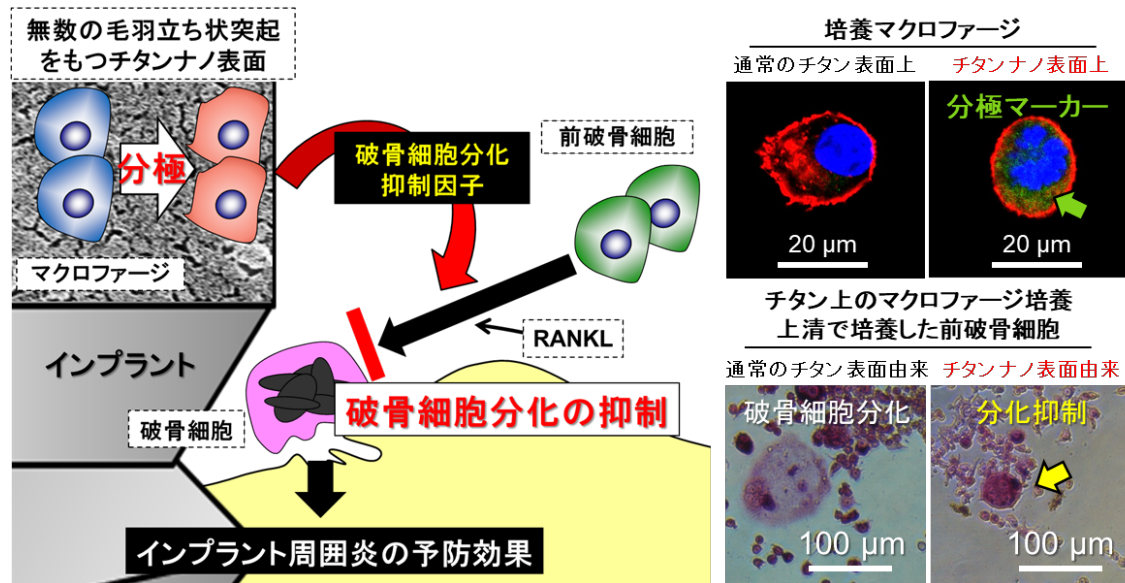 無数の毛羽立ち状突起
をもつチタンナノ表面
分極
マクロファージ
破骨細胞分化
抑制因子
前破骨細胞
RANKL
インプラント
破骨細胞
破骨細胞分化の抑制
インプラント周囲炎の予防効果
培養マクロファージ
通常のチタン表面上
チタンナノ表面上
分極マーカー
20 μm
20 μm
チタン上のマクロファージ培養
上清で培養した前破骨細胞
通常のチタン表面由来
チタンナノ表面由来
破骨細胞分化
分化抑制
100 μm
100 μm